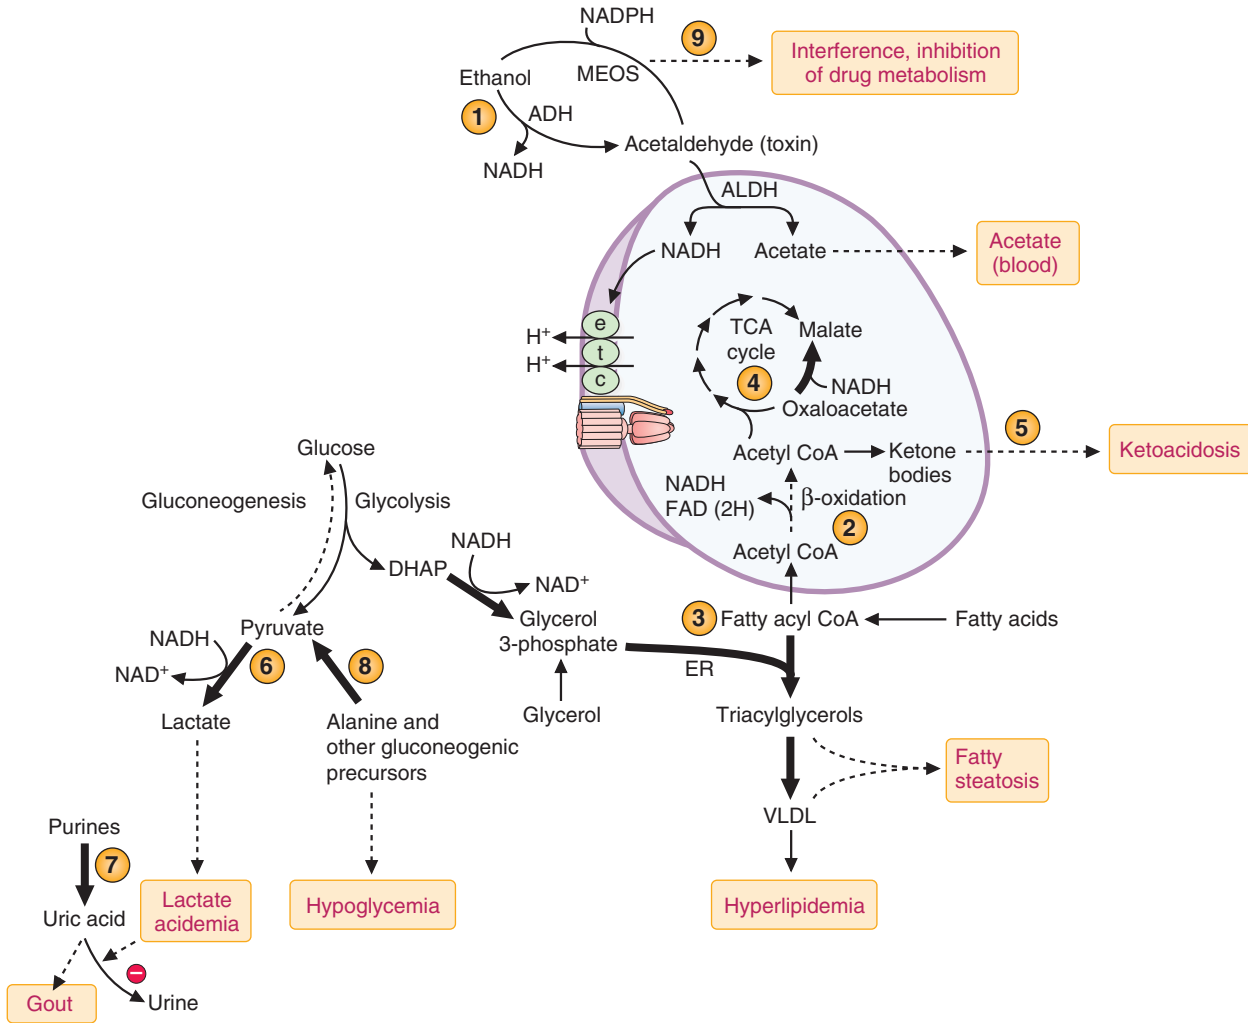 NADPH
9
Interference, inhibition
of drug metabolism
MEOS
Ethanol
1
ADH
Acetaldehyde (toxin)
NADH
ALDH
NADH
Acetate
Acetate
(blood)
e
t
c
H+
H+
TCA
cycle
4
Malate
NADH
Oxaloacetate
5
Acetyl CoA
Ketone
bodies
Ketoacidosis
NADH
FAD (2H)
β-oxidation
2
Acetyl CoA
Glucose
Gluconeogenesis
Glycolysis
NADH
DHAP
NAD+
Glycerol
3-phosphate
3
Fatty acyl CoA
Fatty acids
ER
Pyruvate
NADH
NAD+
6
8
Lactate
Alanine and
other gluconeogenic
precursors
Glycerol
Triacylglycerols
Fatty
steatosis
VLDL
Purines
7
Uric acid
Lactate
acidemia
Hypoglycemia
Hyperlipidemia
−
Gout
Urine